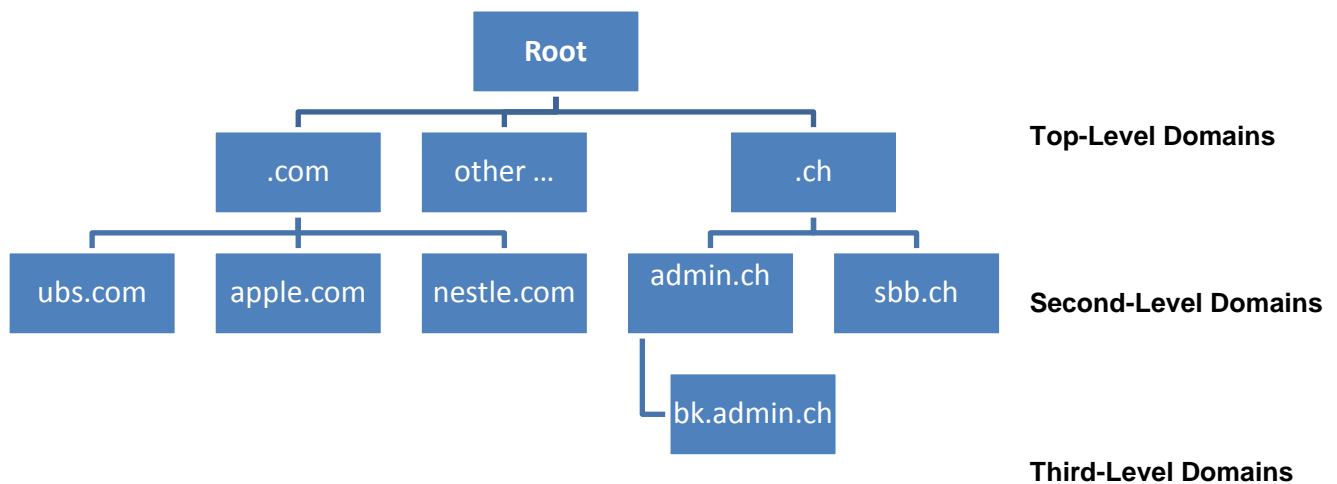 Root
Top-Level Domains
.com
other ...
.ch
ubs.com
apple.com
nestle.com
admin.ch
sbb.ch
Second-Level Domains
bk.admin.ch
Third-Level Domains